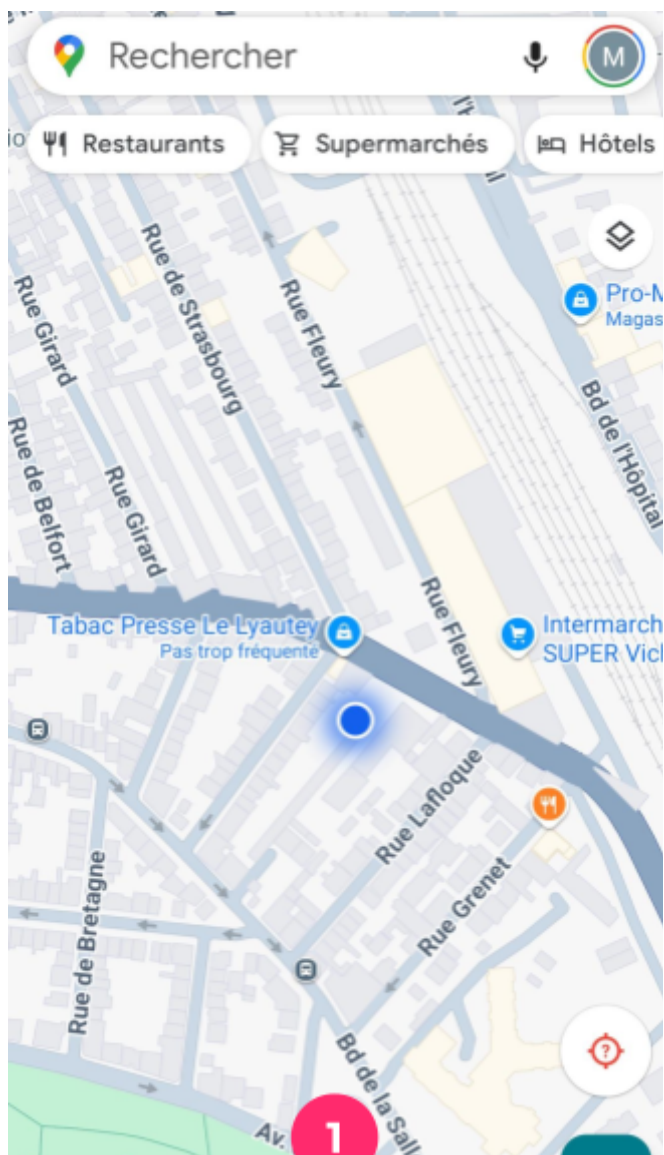 Rechercher
M
Restaurants
Supermarchés
Hôtels
Rue de Strasbourg
Rue Fleury
Pro-M
Magas
Rue Girard
Bd de l'Hôpital
Rue de Belfort
Rue Girard
Rue Fleury
Tabac Presse Le Lyautey
Pas trop fréquenté
Intermarch
SUPER Vich
Rue Lafloque
Rue Grenet
Rue de Bretagne
?
Bd de la Salle
Av.
1